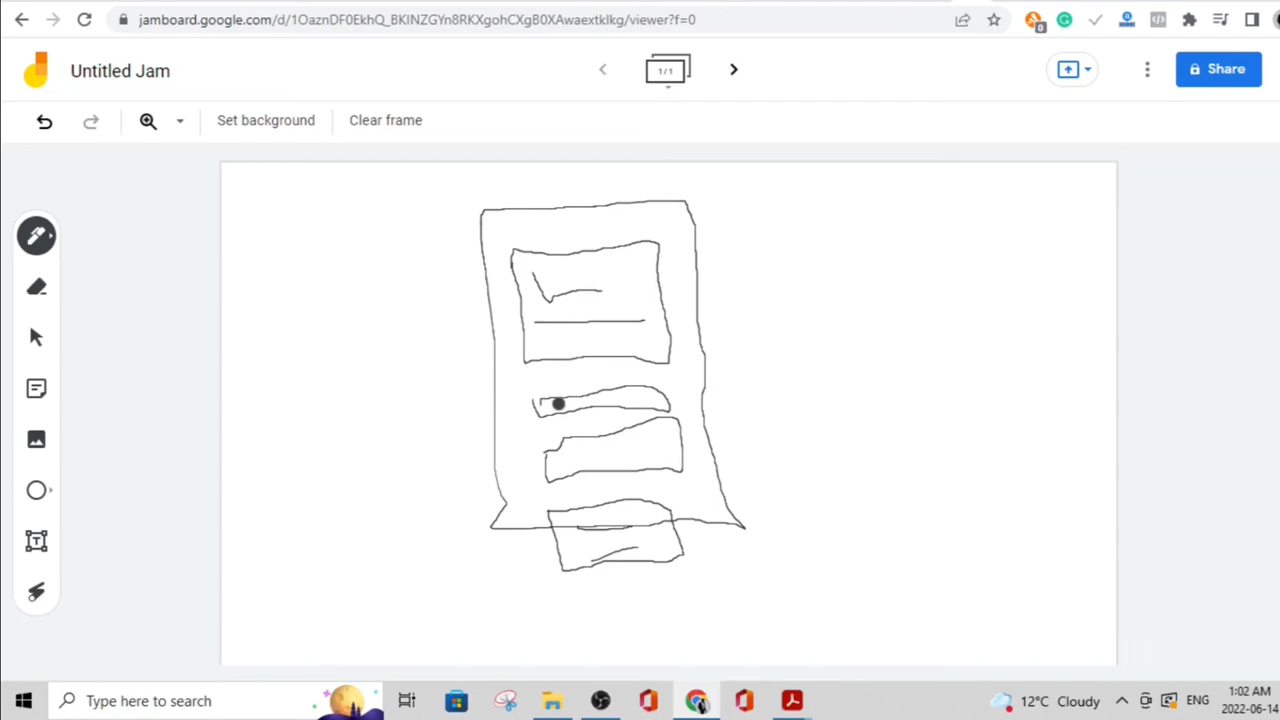 jamboard.google.com/d/1OaznDF0EkhQ_BKINZGYn8RKXgohCXgB0XAwaextklkg/viewer?f=0
0
Untitled Jam
1/1
Share
Set background
Clear frame
Type here to search
12°C Cloudy
ENG
1:02 AM
2022-06-14